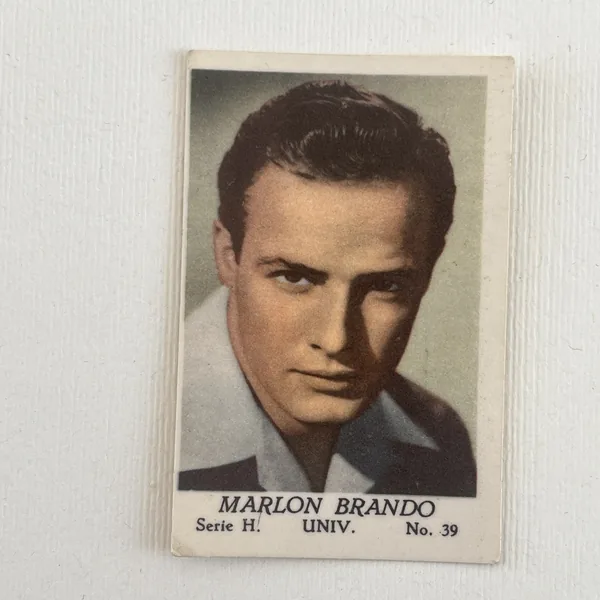 MARLON BRANDO
Serie H. UNIV. No. 39